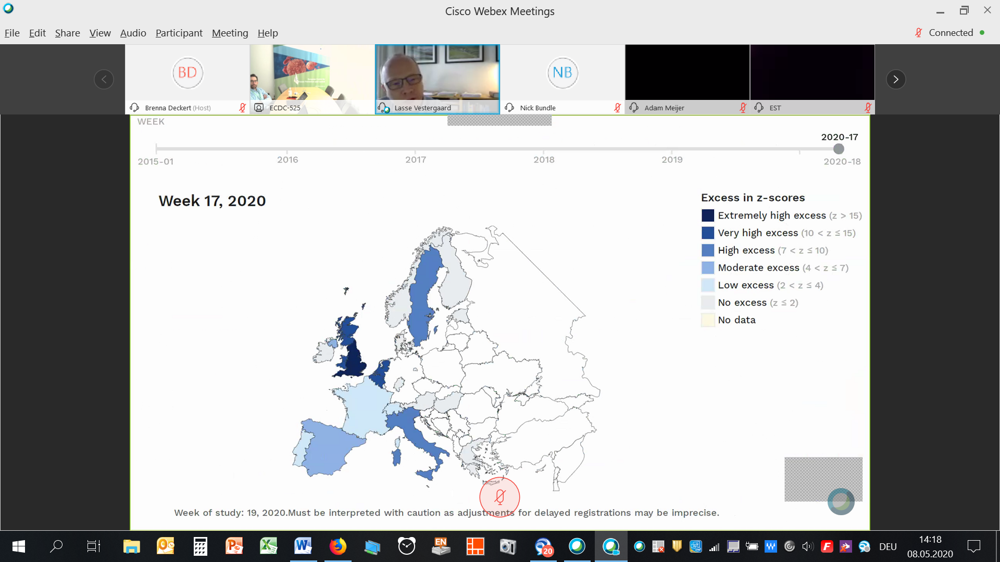 Cisco Webex Meetings
File Edit Share View Audio Participant Meeting Help
Connected
BD
NB
Brenna Deckert (Host)
ECDC-525
Lasse Vestergaard
Nick Bundle
Adam Meijer
EST
WEEK
2020-17
2015-01 2016 2017 2018 2019 2020-18
Week 17, 2020
Excess in z-scores
Extremely high excess (z > 15)
Very high excess (10 < z ≤ 15)
High excess (7 < z ≤ 10)
Moderate excess (4 < z ≤ 7)
Low excess (2 < z ≤ 4)
No excess (z ≤ 2)
No data
Week of study: 19, 2020.Must be interpreted with caution as adjustments for delayed registrations may be imprecise.
EN
20
DEU
14:18
08.05.2020